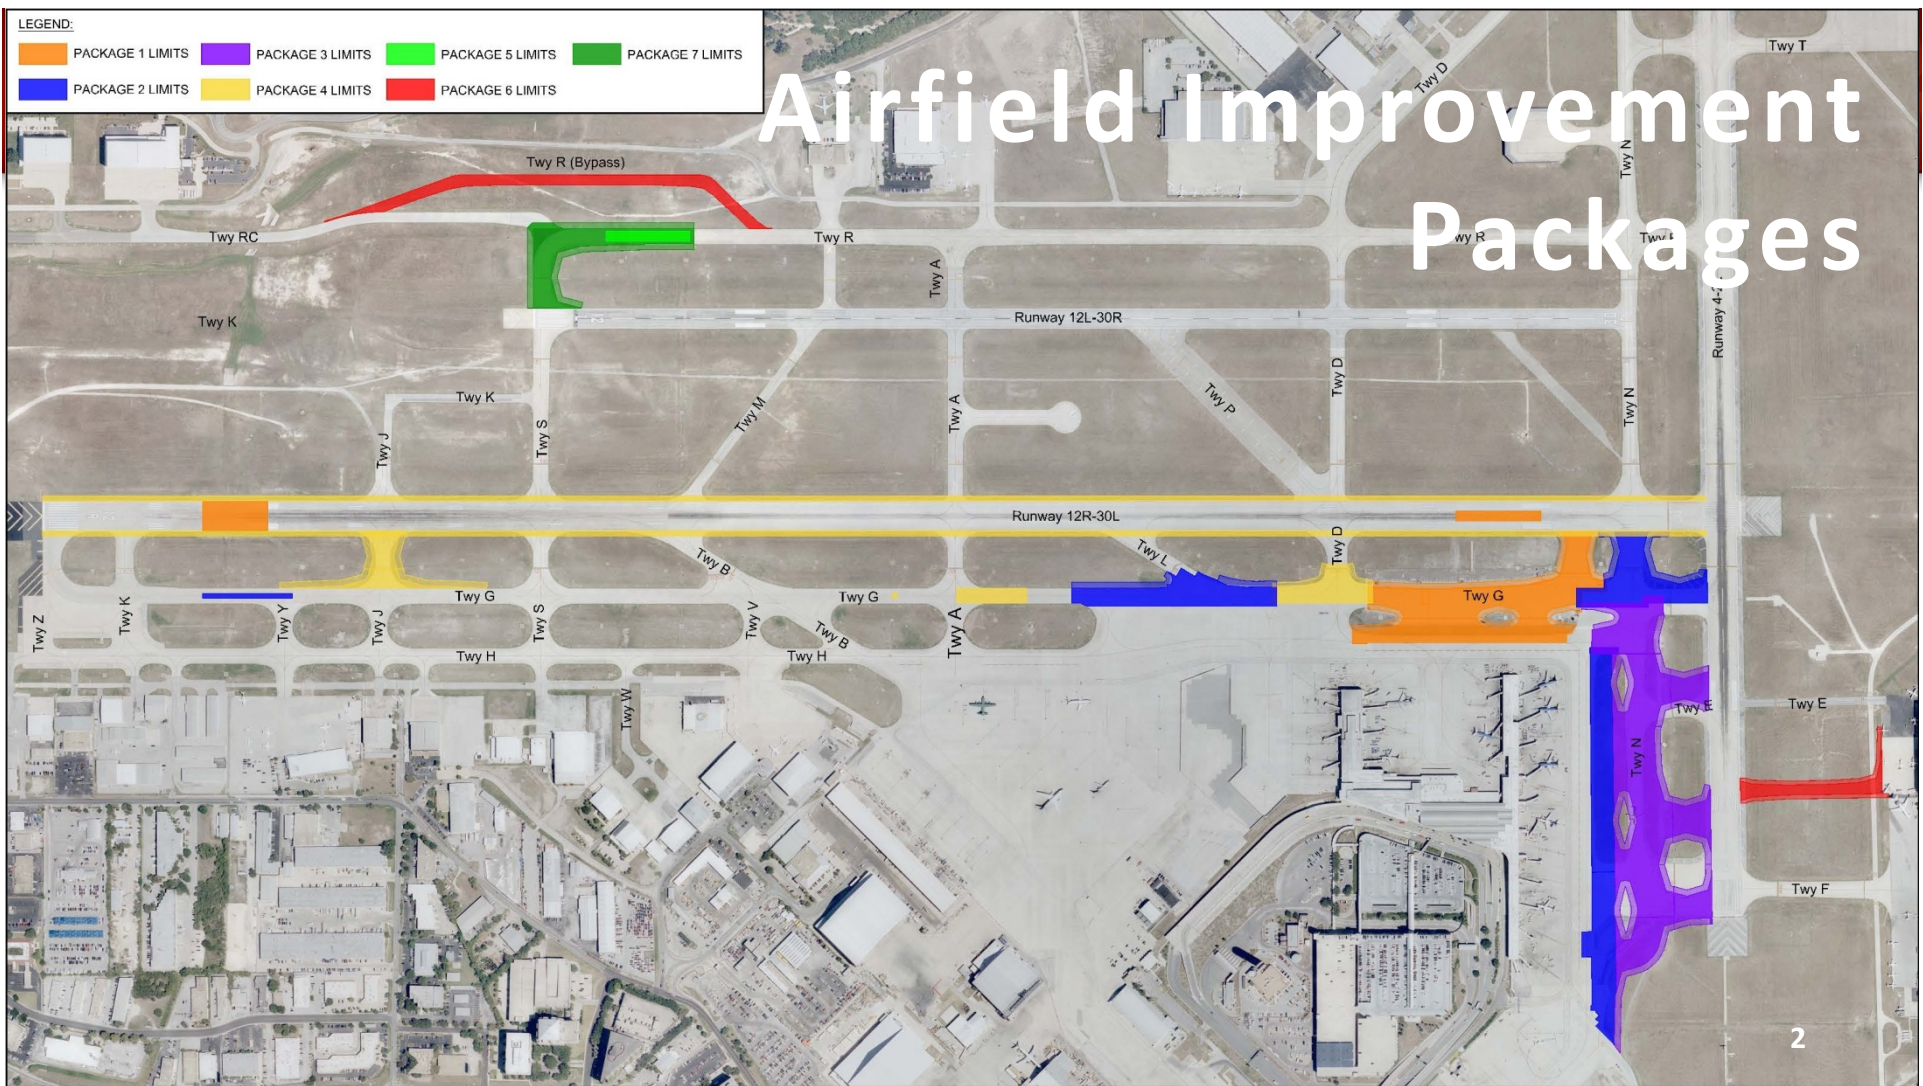 LEGEND:
PACKAGE 1 LIMITS
PACKAGE 3 LIMITS
PACKAGE 5 LIMITS
PACKAGE 7 LIMITS
PACKAGE 2 LIMITS
PACKAGE 4 LIMITS
PACKAGE 6 LIMITS
Airfield Improvement
Packages
Twy T
Twy D
Twy N
Twy R (Bypass)
Twy RC
Twy R
Twy A
Twy K
Runway 12L-30R
Twy K
Twy J
Twy S
Twy M
Twy A
Twy P
Twy D
Twy N
Runway 12R-30L
Twy B
Twy L
Twy D
Twy G
Twy G
Twy G
Twy Z
Twy K
Twy Y
Twy J
Twy S
Twy V
Twy B
Twy A
Twy H
Twy H
Twy W
Twy E
Twy E
Twy N
Twy F
2